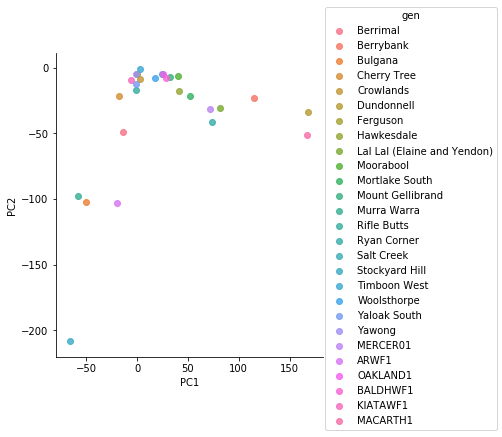 gen
Berrimal
Berrybank
Bulgana
Cherry Tree
Crowlands
Dundonnell
Ferguson
Hawkesdale
Lal Lal (Elaine and Yendon)
Moorabool
Mortlake South
Mount Gellibrand
Murra Warra
Rifle Butts
Ryan Corner
Salt Creek
Stockyard Hill
Timboon West
Woolsthorpe
Yaloak South
Yawong
MERCER01
ARWF1
OAKLAND1
BALDHWF1
KIATAWF1
MACARTH1
PC2
0
−50
−100
−150
−200
−50 0 50 100 150
PC1